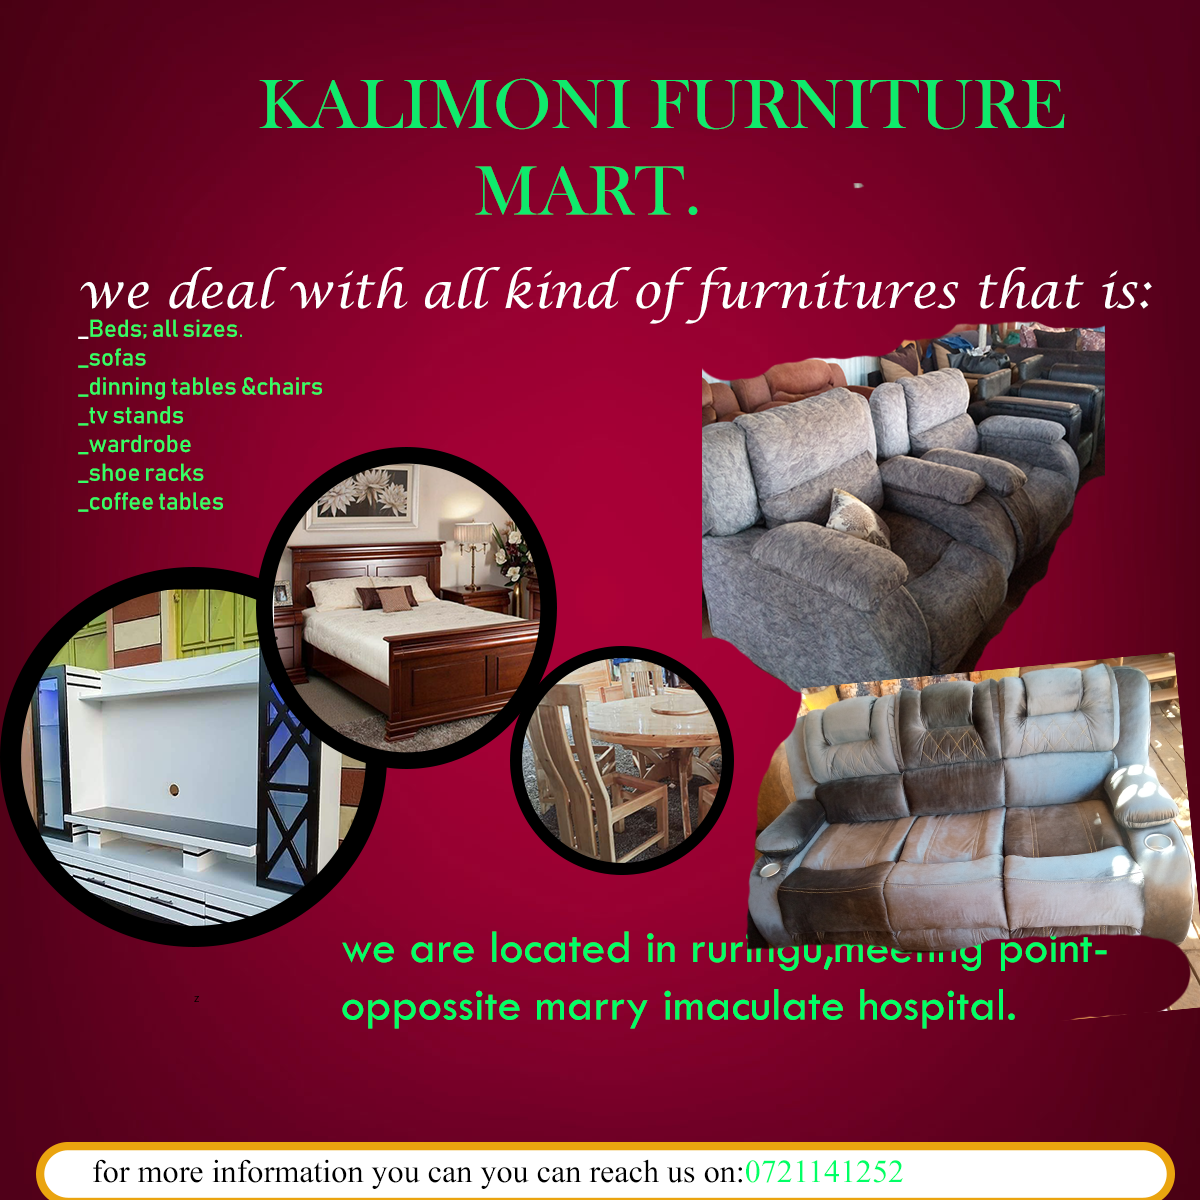 KALIMONI FURNITURE
MART.
we deal with all kind of furnitures that is:
_Beds; all sizes.
_sofas
_dinning tables &chairs
_tv stands
_wardrobe
_shoe racks
_coffee tables
we are located in ruringu,meeting point-
oppossite marry imaculate hospital.
z
for more information you can you can reach us on:0721141252